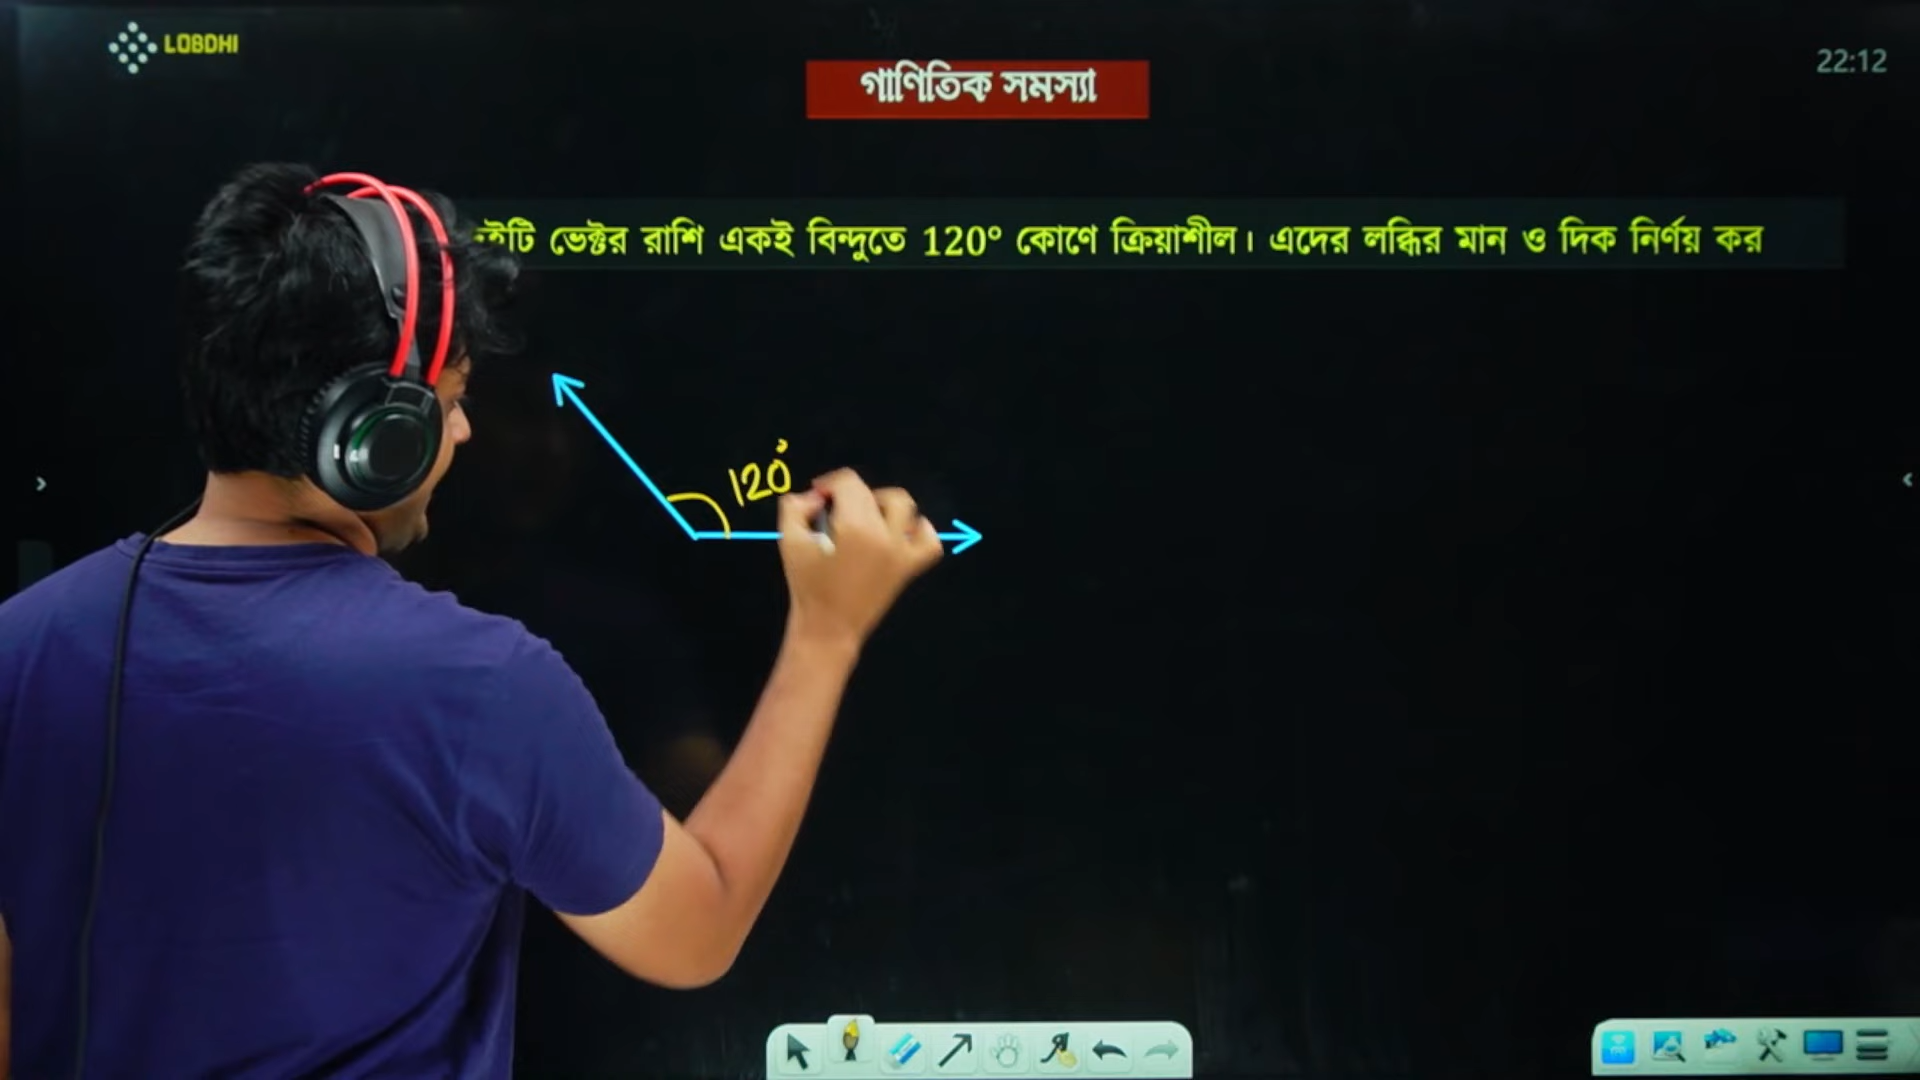 LOBDHI
22:12
গাণিতিক সমস্যা
ভেক্টর রাশি একই বিন্দুতে 120° কোণে ক্রিয়াশীল। এদের লব্ধির মান ও দিক নির্ণয় কর
120°